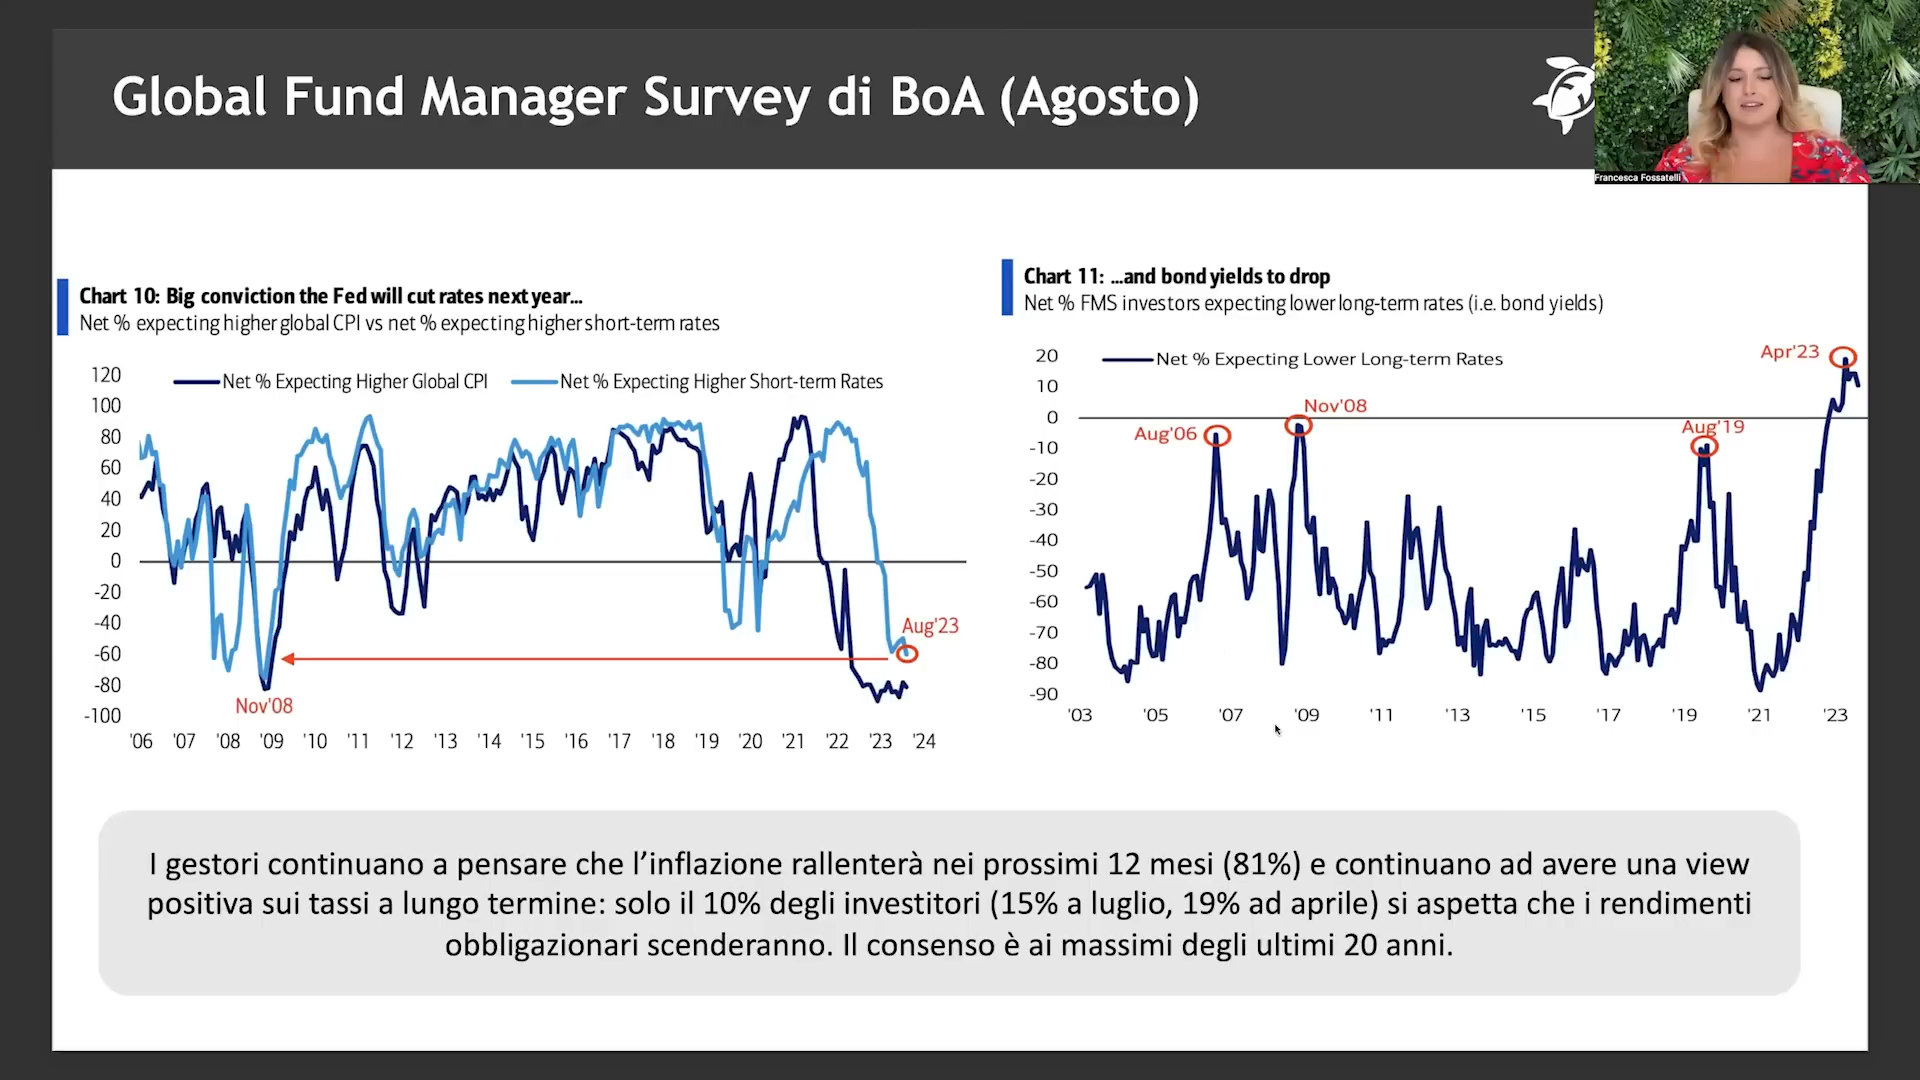 Global Fund Manager Survey di BoA (Agosto)
Francesca Fossatelli
Chart 10: Big conviction the Fed will cut rates next year...
Net % expecting higher global CPI vs net % expecting higher short-term rates
Net % Expecting Higher Global CPI
Net % Expecting Higher Short-term Rates
120
100
80
60
40
20
0
-20
-40
-60
-80
-100
Aug'23
Nov'08
'06 '07 '08 '09 '10 '11 '12 '13 '14 '15 '16 '17 '18 '19 '20 '21 '22 '23 '24
Chart 11: ...and bond yields to drop
Net % FMS investors expecting lower long-term rates (i.e. bond yields)
Net % Expecting Lower Long-term Rates
20
10
0
-10
-20
-30
-40
-50
-60
-70
-80
-90
Aug'06
Nov'08
Aug'19
Apr'23
'03 '05 '07 '09 '11 '13 '15 '17 '19 '21 '23
I gestori continuano a pensare che l'inflazione rallenterà nei prossimi 12 mesi (81%) e continuano ad avere una view
positiva sui tassi a lungo termine: solo il 10% degli investitori (15% a luglio, 19% ad aprile) si aspetta che i rendimenti
obbligazionari scenderanno. Il consenso è ai massimi degli ultimi 20 anni.